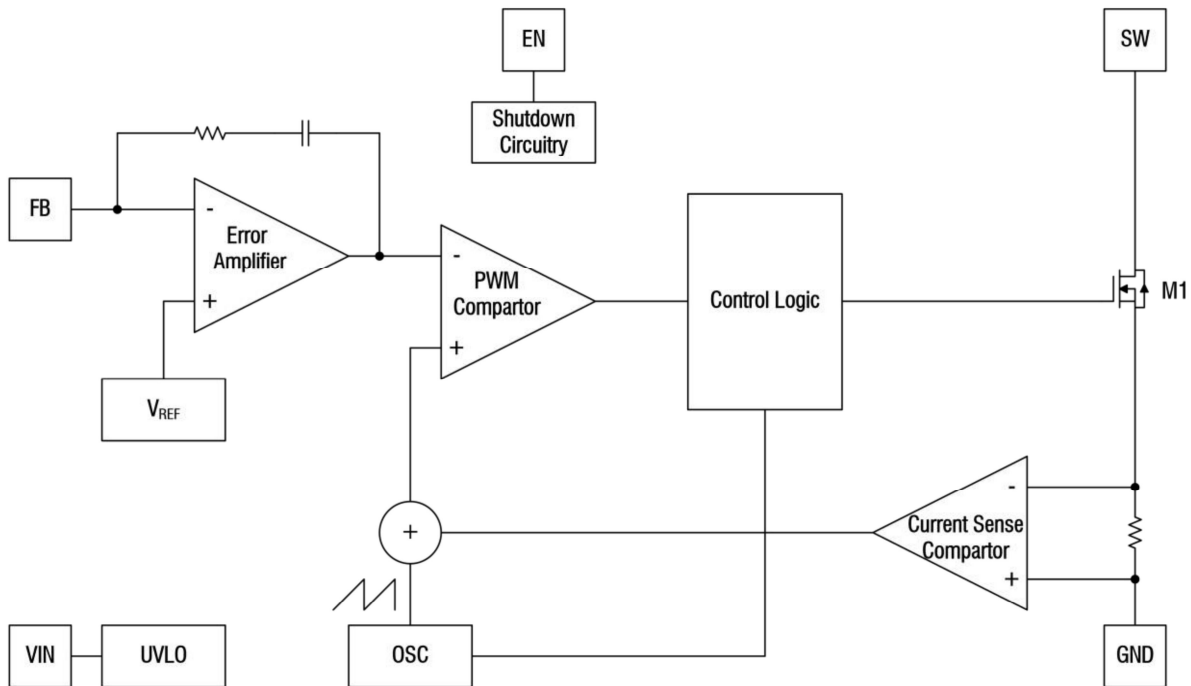 EN
SW
Shutdown
Circuitry
FB
-
Error
Amplifier
+
-
PWM
Compartor
+
Control Logic
M1
VREF
-
Current Sense
Compartor
+
+
VIN
UVLO
OSC
GND